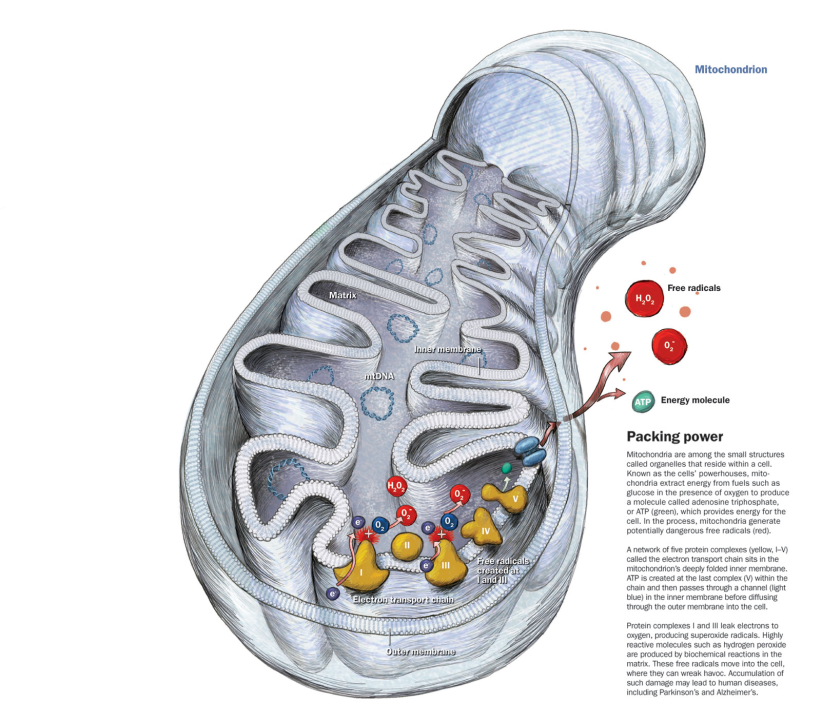 Mitochondrion
Free radicals
H2O2
O2-
Matrix
Inner membrane
mtDNA
ATP
Energy molecule
Packing power
Mitochondria are among the small structures
called organelles that reside within a cell.
Known as the cells' powerhouses, mito-
chondria extract energy from fuels such as
glucose in the presence of oxygen to produce
a molecule called adenosine triphosphate,
or ATP (green), which provides energy for the
cell. In the process, mitochondria generate
potentially dangerous free radicals (red).
A network of five protein complexes (yellow, I–V)
called the electron transport chain sits in the
mitochondrion's deeply folded inner membrane.
ATP is created at the last complex (V) within the
chain and then passes through a channel (light
blue) in the inner membrane before diffusing
through the outer membrane into the cell.
Protein complexes I and III leak electrons to
oxygen, producing superoxide radicals. Highly
reactive molecules such as hydrogen peroxide
are produced by biochemical reactions in the
matrix. These free radicals move into the cell,
where they can wreak havoc. Accumulation of
such damage may lead to human diseases,
including Parkinson's and Alzheimer's.
H2O2
O2-
O2-
e- O2
e- O2
+
+
I
II
III
IV
V
e-
e-
Free radicals
created at
I and III
Electron transport chain
Outer membrane